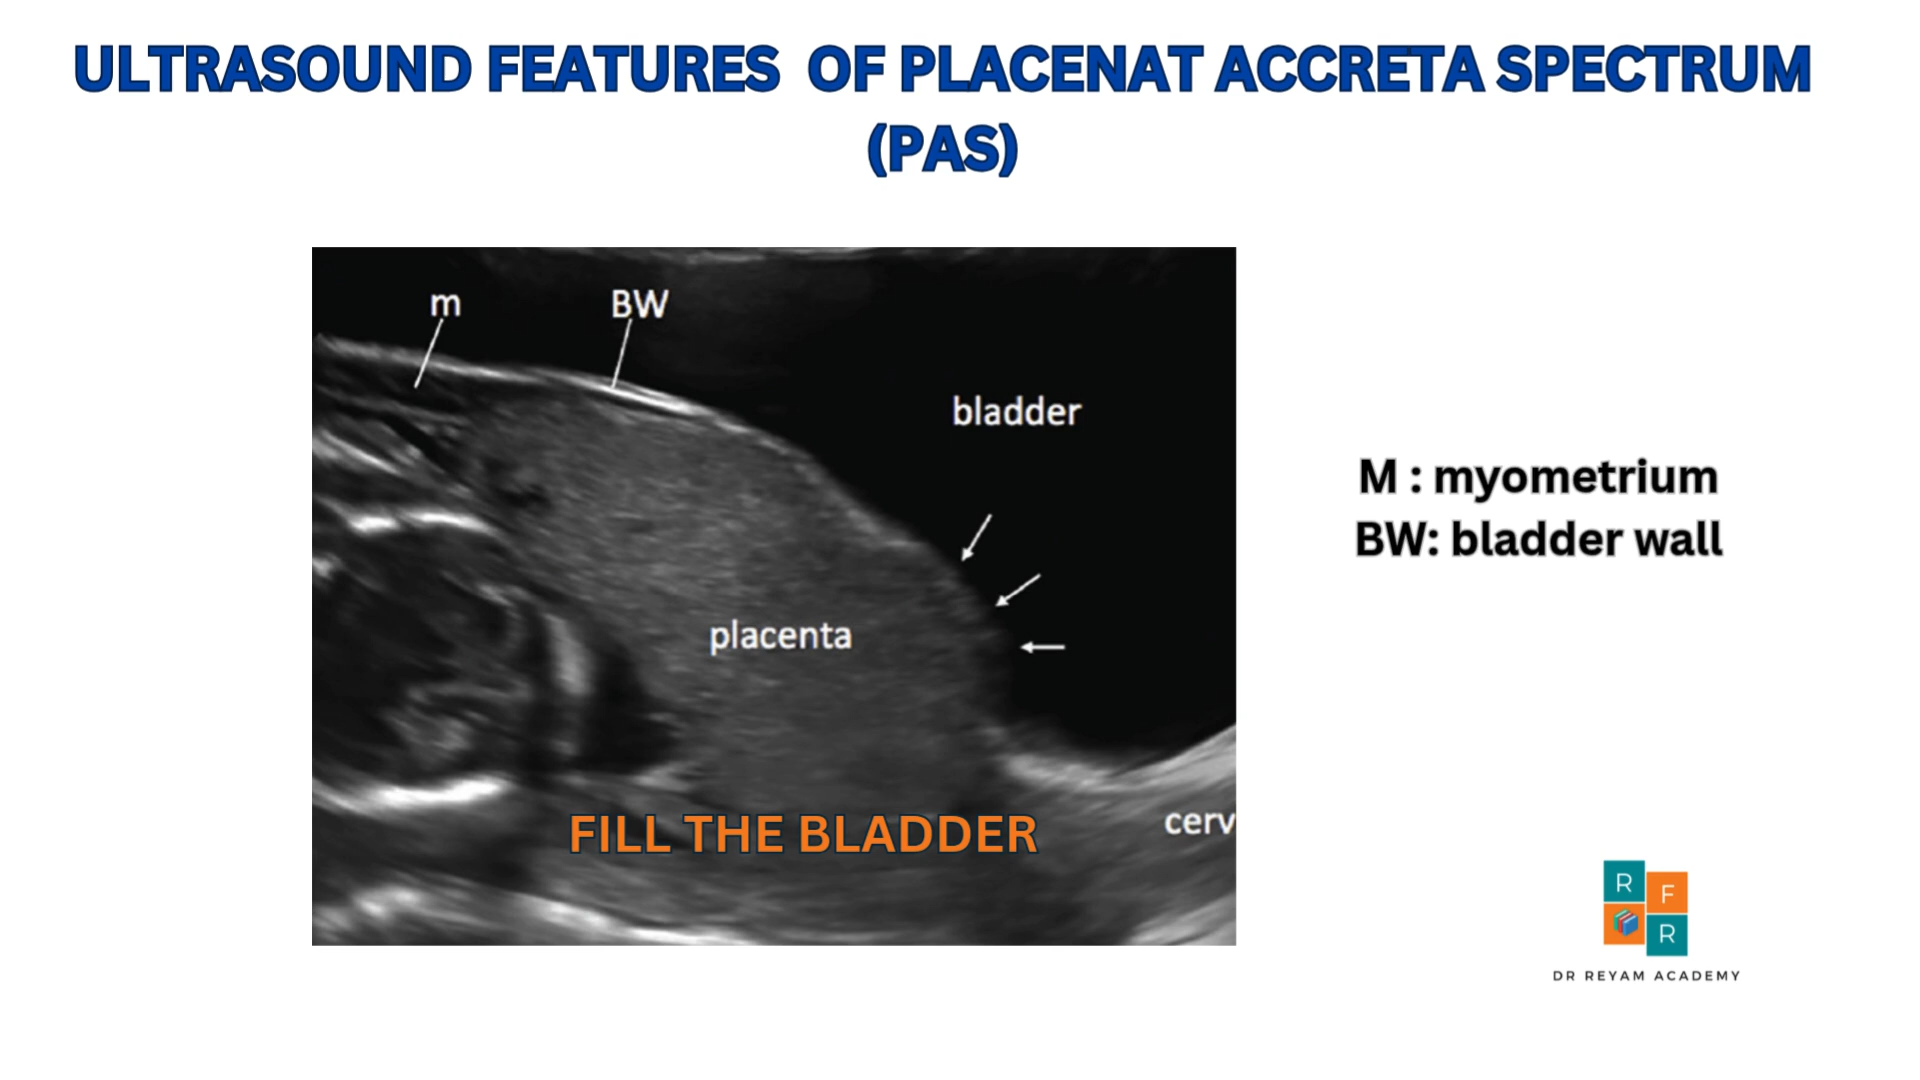 ULTRASOUND FEATURES OF PLACENAT ACCRETA SPECTRUM
(PAS)
m
BW
bladder
M : myometrium
BW: bladder wall
placenta
cerv
FILL THE BLADDER
R
F
R
DR REYAM ACADEMY